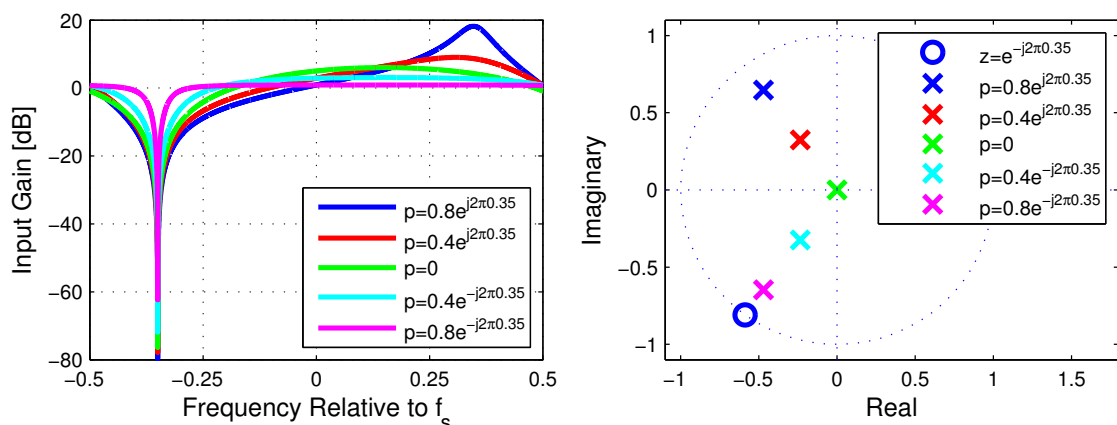 20
0
−20
−40
−60
−80
−0.5
−0.25
0
0.25
0.5
Input Gain [dB]
Frequency Relative to f_s
p=0.8e^{j2π0.35}
p=0.4e^{j2π0.35}
p=0
p=0.4e^{−j2π0.35}
p=0.8e^{−j2π0.35}
1
0.5
0
−0.5
−1
−1
−0.5
0
0.5
1
1.5
Imaginary
Real
z=e^{−j2π0.35}
p=0.8e^{j2π0.35}
p=0.4e^{j2π0.35}
p=0
p=0.4e^{−j2π0.35}
p=0.8e^{−j2π0.35}